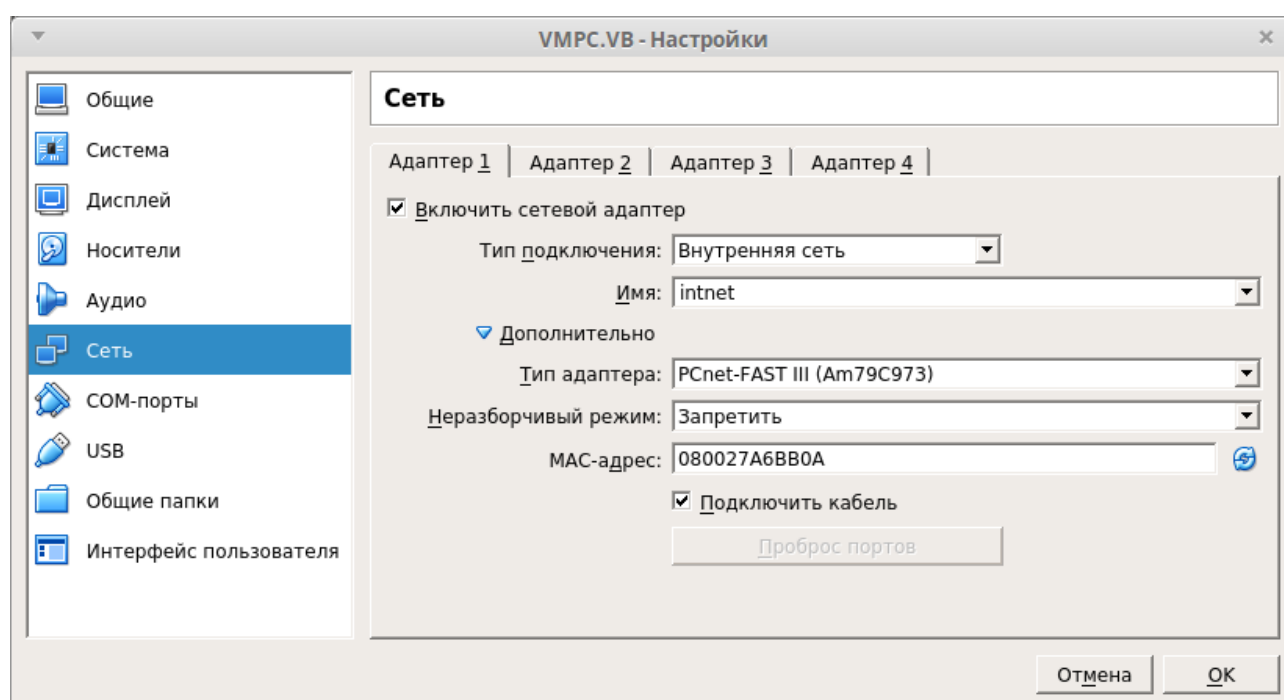 VMPC.VB - Настройки
Общие
Система
Дисплей
Носители
Аудио
Сеть
COM-порты
USB
Общие папки
Интерфейс пользователя
Сеть
Адаптер 1 Адаптер 2 Адаптер 3 Адаптер 4
Включить сетевой адаптер
Тип подключения: Внутренняя сеть
Имя: intnet
Дополнительно
Тип адаптера: PCnet-FAST III (Am79C973)
Неразборчивый режим: Запретить
MAC-адрес: 080027A6BB0A
Подключить кабель
Проброс портов
Отмена OK